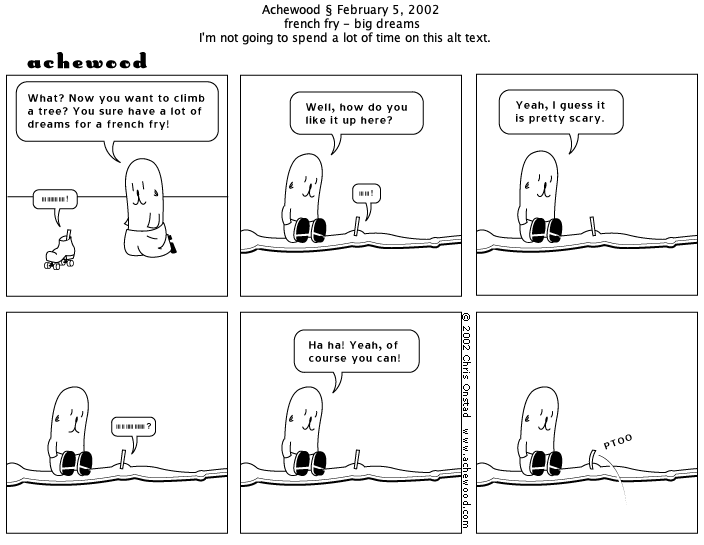 Achewood § February 5, 2002
french fry – big dreams
I'm not going to spend a lot of time on this alt text.
achewood
What? Now you want to climb
a tree? You sure have a lot of
dreams for a french fry!
!
Well, how do you
like it up here?
!
Yeah, I guess it
is pretty scary.
?
Ha ha! Yeah, of
course you can!
© 2002 Chris Onstad www.achewood.com
PTOO